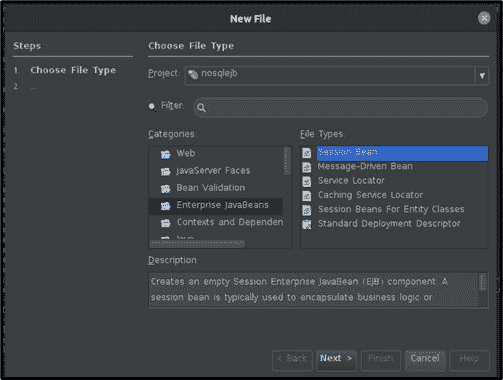 New File
Steps
1. Choose File Type
2. ...
Choose File Type
Project: nosqlejb
Filter:
Categories:
Web
JavaServer Faces
Bean Validation
Enterprise JavaBeans
Contexts and Dependen
Java
File Types:
Session Bean
Message-Driven Bean
Service Locator
Caching Service Locator
Session Beans For Entity Classes
Standard Deployment Descriptor
Description:
Creates an empty Session Enterprise JavaBean (EJB) component. A
session bean is typically used to encapsulate business logic or
< Back
Next >
Finish
Cancel
Help